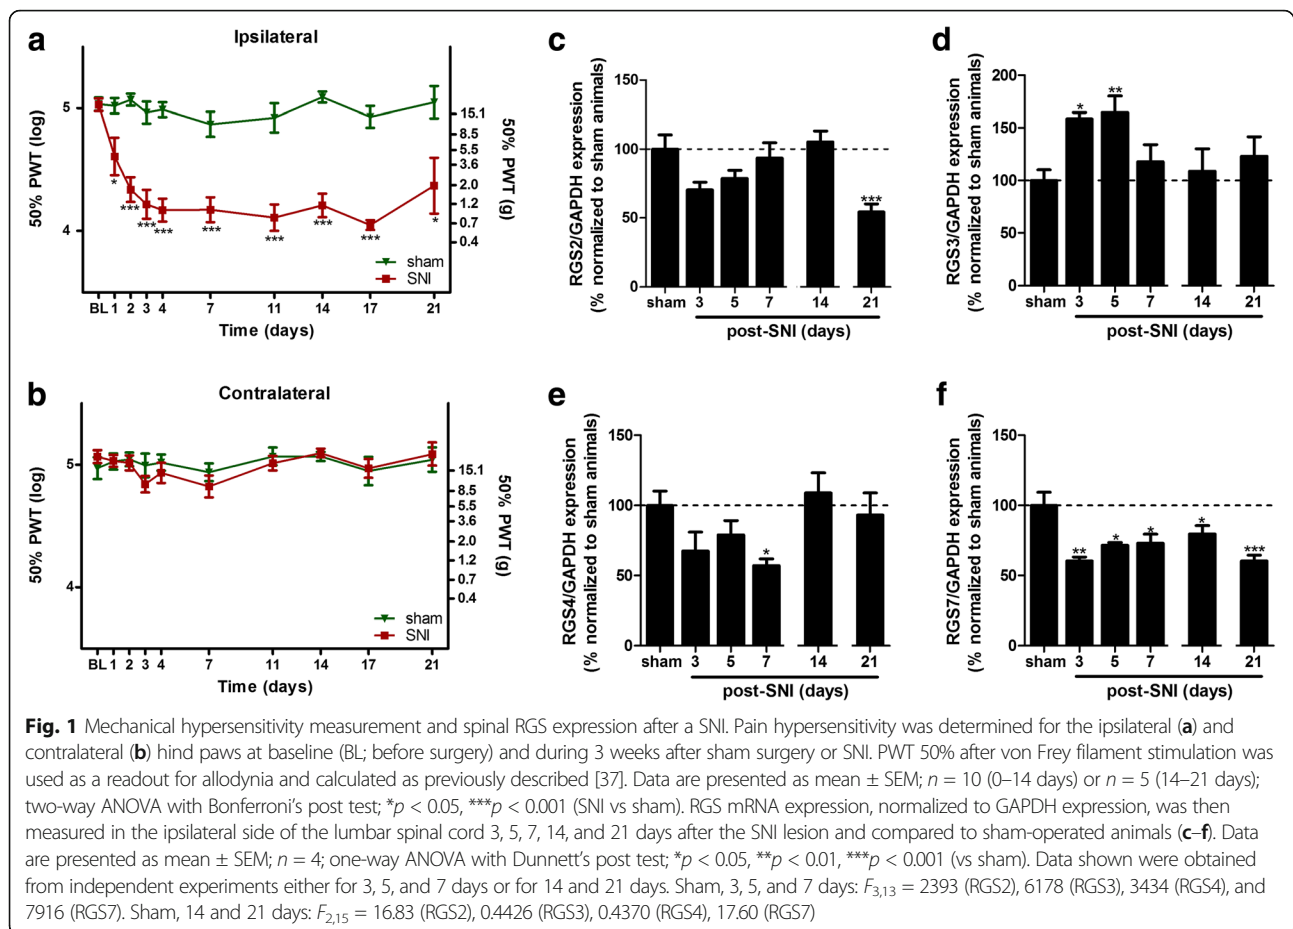 a
Ipsilateral
50% PWT (log)
5
4
15.1
8.5
5.5
3.6
2.0
1.2
0.7
0.4
50% PWT (g)
*
***
***
***
***
***
***
***
*
sham
SNI
BL 1 2 3 4 7 11 14 17 21
Time (days)
b
Contralateral
50% PWT (log)
5
4
15.1
8.5
5.5
3.6
2.0
1.2
0.7
0.4
50% PWT (g)
sham
SNI
BL 1 2 3 4 7 11 14 17 21
Time (days)
c
RGS2/GAPDH expression
(% normalized to sham animals)
150
100
50
0
***
sham 3 5 7 14 21
post-SNI (days)
d
RGS3/GAPDH expression
(% normalized to sham animals)
200
150
100
50
0
*
**
sham 3 5 7 14 21
post-SNI (days)
e
RGS4/GAPDH expression
(% normalized to sham animals)
150
100
50
0
*
sham 3 5 7 14 21
post-SNI (days)
f
RGS7/GAPDH expression
(% normalized to sham animals)
150
100
50
0
**
*
*
*
***
sham 3 5 7 14 21
post-SNI (days)
Fig. 1 Mechanical hypersensitivity measurement and spinal RGS expression after a SNI. Pain hypersensitivity was determined for the ipsilateral (a) and
contralateral (b) hind paws at baseline (BL; before surgery) and during 3 weeks after sham surgery or SNI. PWT 50% after von Frey filament stimulation was
used as a readout for allodynia and calculated as previously described [37]. Data are presented as mean ± SEM; n = 10 (0–14 days) or n = 5 (14–21 days);
two-way ANOVA with Bonferroni's post test; *p < 0.05, ***p < 0.001 (SNI vs sham). RGS mRNA expression, normalized to GAPDH expression, was then
measured in the ipsilateral side of the lumbar spinal cord 3, 5, 7, 14, and 21 days after the SNI lesion and compared to sham-operated animals (c–f). Data
are presented as mean ± SEM; n = 4; one-way ANOVA with Dunnett's post test; *p < 0.05, **p < 0.01, ***p < 0.001 (vs sham). Data shown were obtained
from independent experiments either for 3, 5, and 7 days or for 14 and 21 days. Sham, 3, 5, and 7 days: F3,13 = 2393 (RGS2), 6178 (RGS3), 3434 (RGS4), and
7916 (RGS7). Sham, 14 and 21 days: F2,15 = 16.83 (RGS2), 0.4426 (RGS3), 0.4370 (RGS4), 17.60 (RGS7)